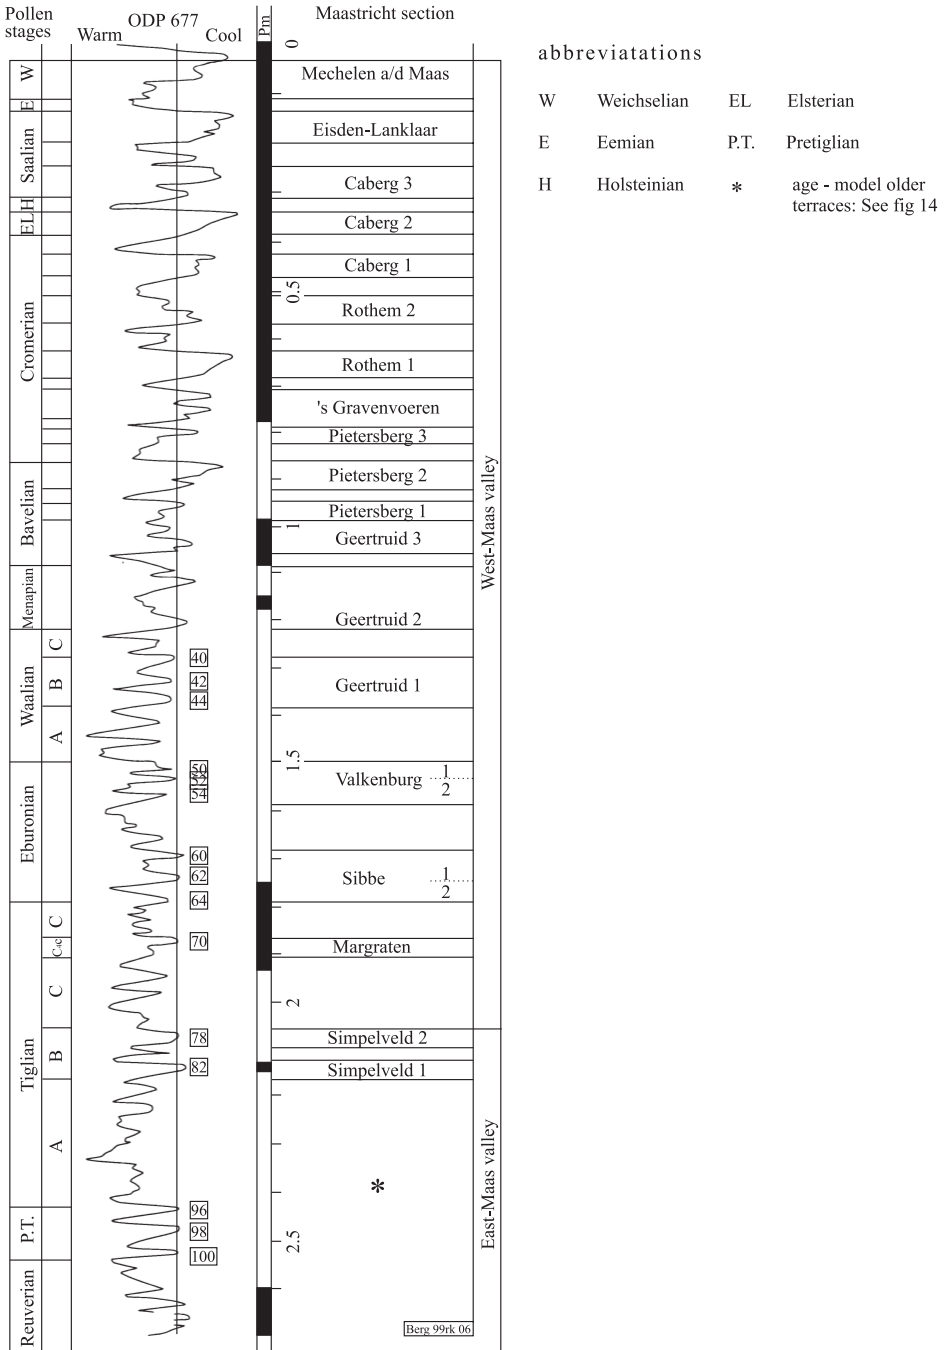 Pollen
stages
ODP 677
Warm
Cool
Pm
Maastricht section
0
0.5
1
1.5
2
2.5
W
E
Saalian
H
EL
Cromerian
Bavelian
Menapian
Waalian
C
B
A
Eburonian
Tiglian
C
C4c
C
B
A
P.T.
Reuverian
40
42
44
50
52
54
60
62
64
70
78
82
96
98
100
Mechelen a/d Maas
Eisden-Lanklaar
Caberg 3
Caberg 2
Caberg 1
Rothem 2
Rothem 1
's Gravenvoeren
Pietersberg 3
Pietersberg 2
Pietersberg 1
Geertruid 3
Geertruid 2
Geertruid 1
Valkenburg
1
2
Sibbe
1
2
Margraten
Simpelveld 2
Simpelveld 1
*
West-Maas valley
East-Maas valley
Berg 99rk 06
abbreviatations
W Weichselian EL Elsterian
E Eemian P.T. Pretiglian
H Holsteinian * age - model older
terraces: See fig 14